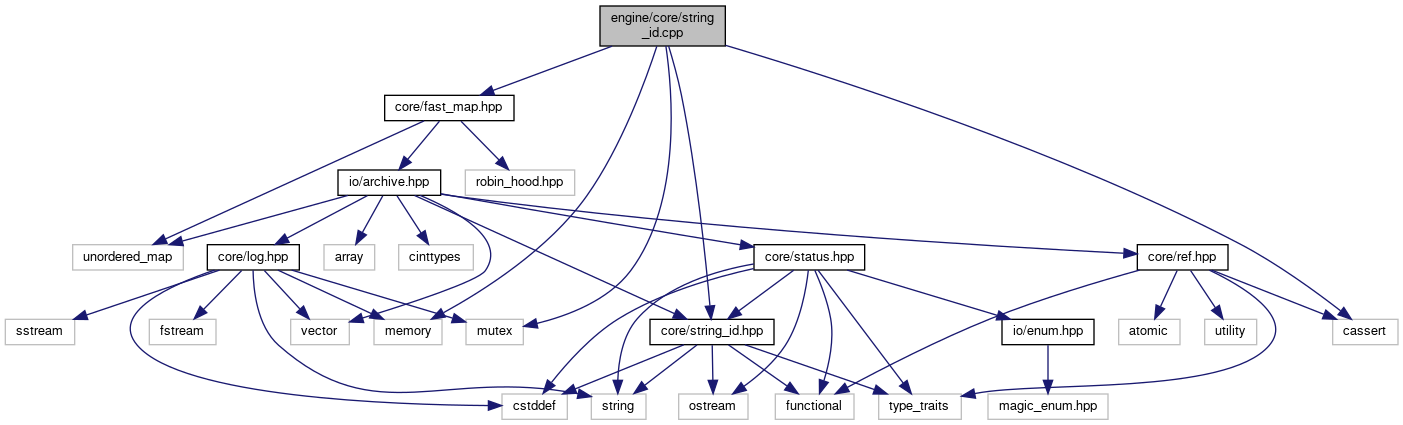 engine/core/string
_id.cpp
core/fast_map.hpp
io/archive.hpp
robin_hood.hpp
unordered_map
core/log.hpp
array
cinttypes
core/status.hpp
core/ref.hpp
sstream
fstream
vector
memory
mutex
core/string_id.hpp
io/enum.hpp
atomic
utility
cassert
cstddef
string
ostream
functional
type_traits
magic_enum.hpp